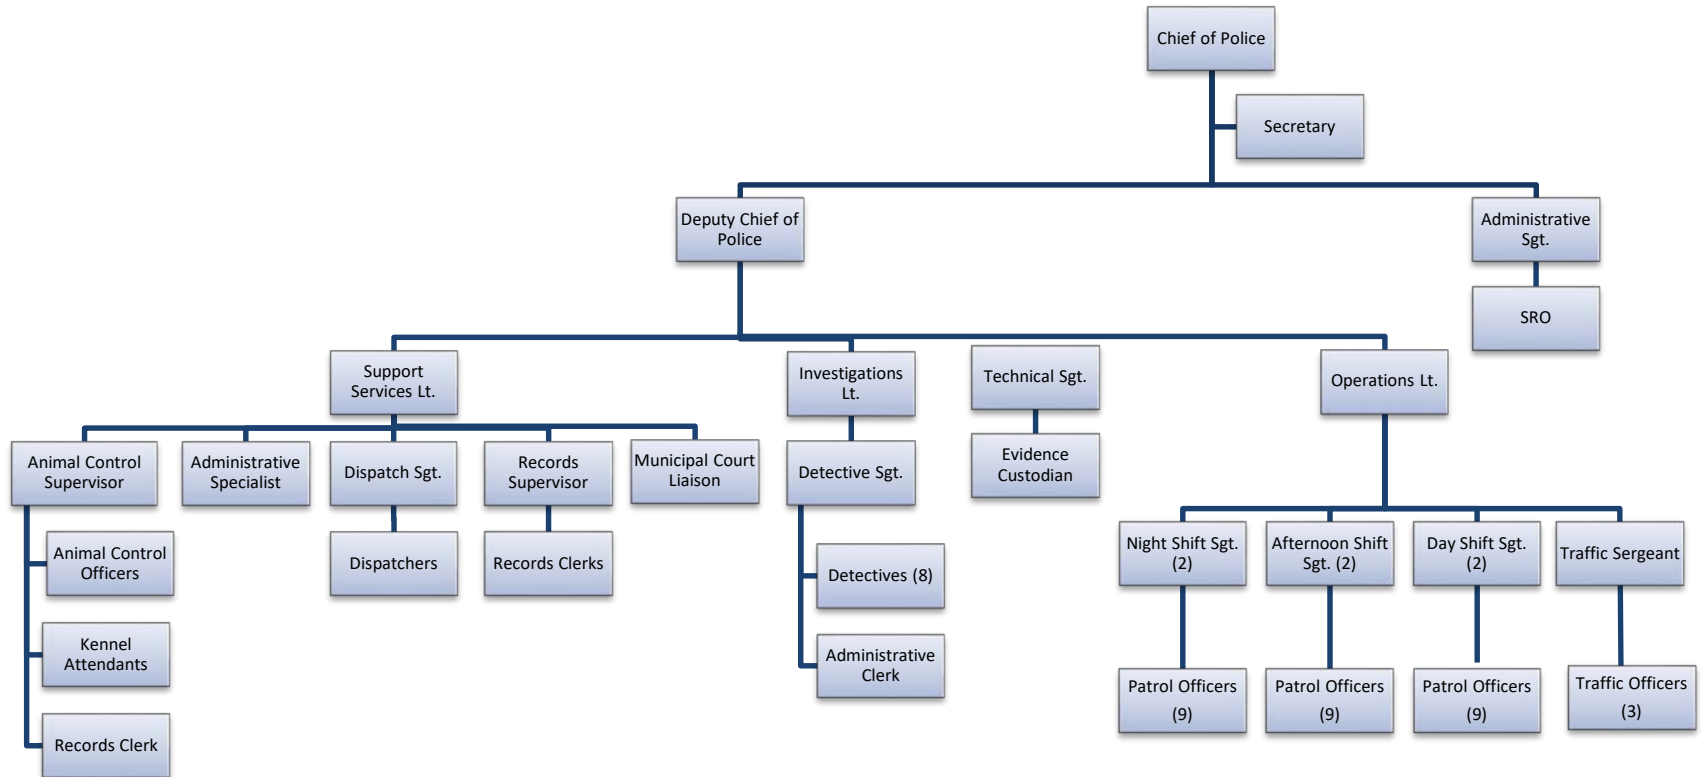 Chief of Police
Secretary
Deputy Chief of
Police
Administrative
Sgt.
SRO
Support
Services Lt.
Investigations
Lt.
Technical Sgt.
Operations Lt.
Animal Control
Supervisor
Administrative
Specialist
Dispatch Sgt.
Records
Supervisor
Municipal Court
Liaison
Detective Sgt.
Evidence
Custodian
Animal Control
Officers
Dispatchers
Records Clerks
Detectives (8)
Night Shift Sgt.
(2)
Afternoon Shift
Sgt. (2)
Day Shift Sgt.
(2)
Traffic Sergeant
Kennel
Attendants
Administrative
Clerk
Patrol Officers
(9)
Patrol Officers
(9)
Patrol Officers
(9)
Traffic Officers
(3)
Records Clerk